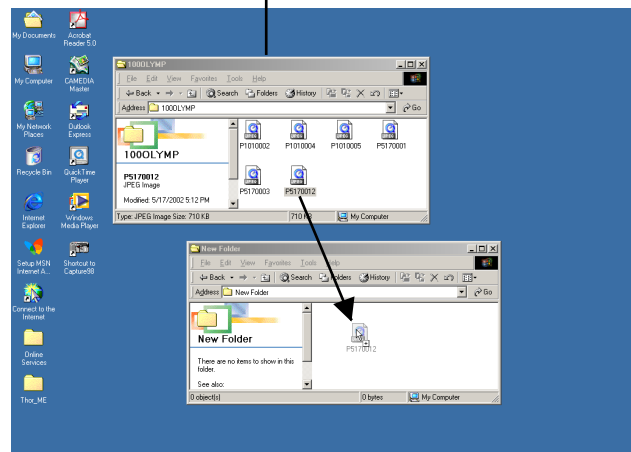 My Documents
Acrobat
Reader 5.0
My Computer
CAMEDIA
Master
My Network
Places
Outlook
Express
Recycle Bin
QuickTime
Player
Internet
Explorer
Windows
Media Player
Setup MSN
Internet A...
Shortcut to
Capture98
Connect to the
Internet
Online
Services
Thor_ME
100OLYMP
File Edit View Favorites Tools Help
Back Search Folders History
Address 100OLYMP Go
100OLYMP
P5170012
JPEG Image
Modified: 5/17/2002 5:12 PM
P1010002 P1010004 P1010005 P5170001
P5170003 P5170012
Type: JPEG Image Size: 710 KB 710 KB My Computer
New Folder
File Edit View Favorites Tools Help
Back Search Folders History
Address New Folder Go
New Folder
There are no items to show in this
folder.
See also:
P5170012
0 object(s) 0 bytes My Computer